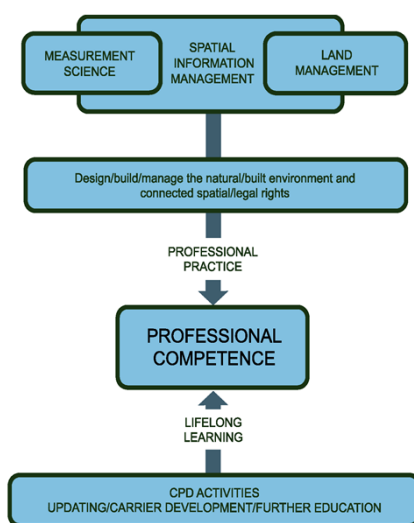 MEASUREMENT
SCIENCE
SPATIAL
INFORMATION
MANAGEMENT
LAND
MANAGEMENT
Design/build/manage the natural/built environment and
connected spatial/legal rights
PROFESSIONAL
PRACTICE
PROFESSIONAL
COMPETENCE
LIFELONG
LEARNING
CPD ACTIVITIES
UPDATING/CARRIER DEVELOPMENT/FURTHER EDUCATION